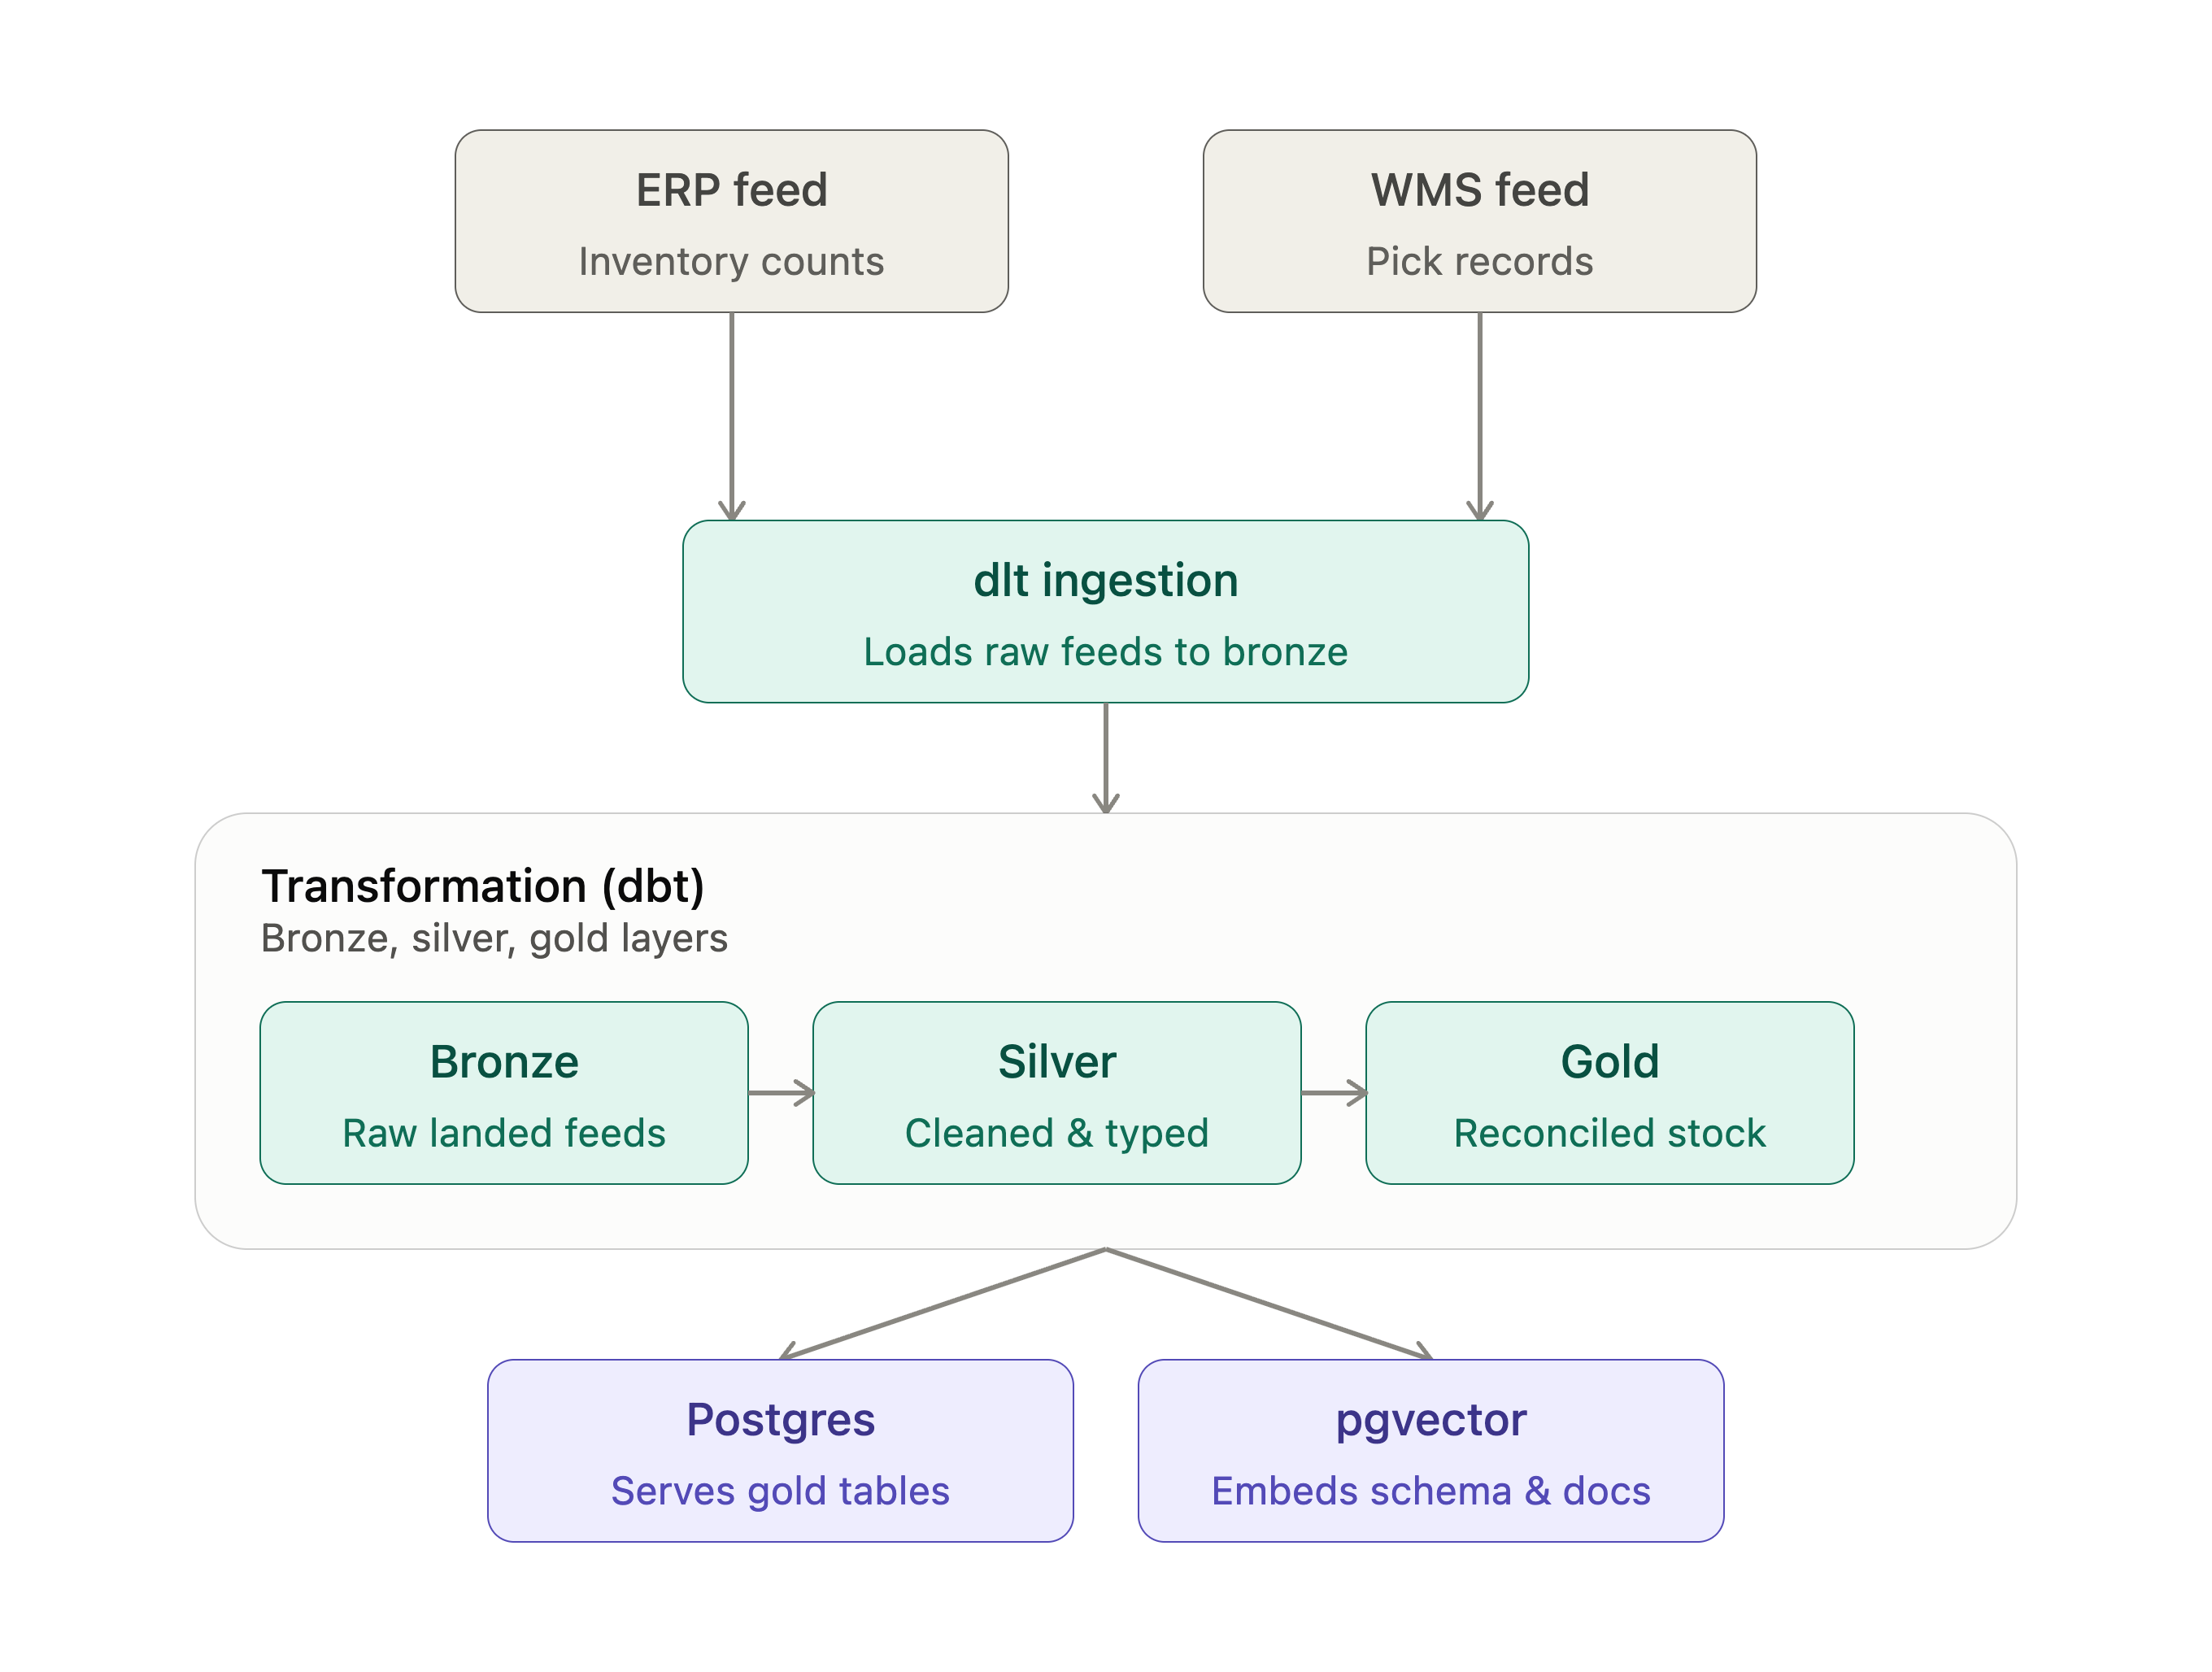 ERP feed
Inventory counts
WMS feed
Pick records
dlt ingestion
Loads raw feeds to bronze
Transformation (dbt)
Bronze, silver, gold layers
Bronze
Raw landed feeds
Silver
Cleaned & typed
Gold
Reconciled stock
Postgres
Serves gold tables
pgvector
Embeds schema & docs